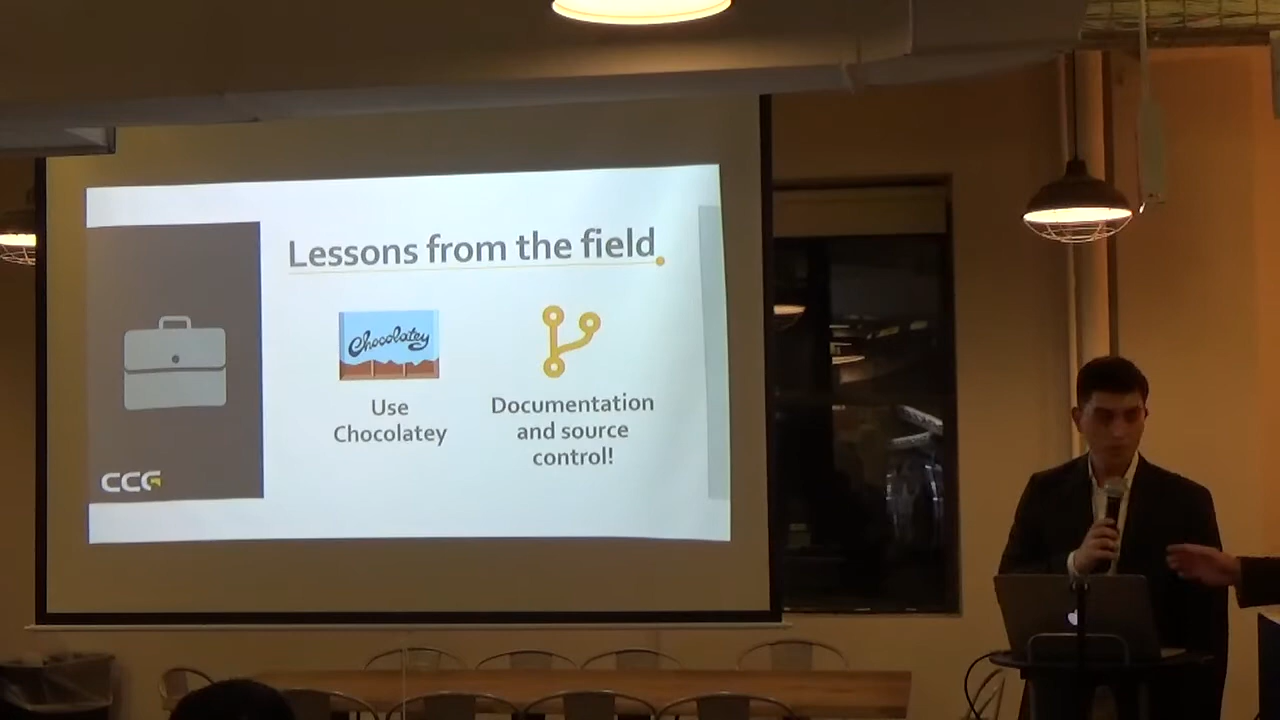 Lessons from the field.
Chocolatey
Use
Chocolatey
Documentation
and source
control!
CCG